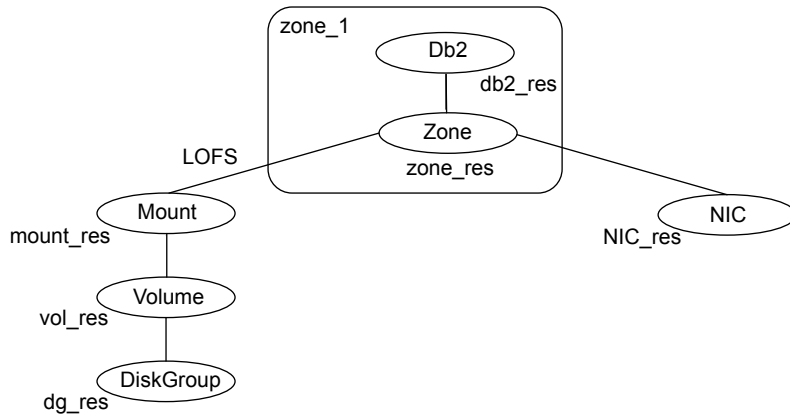 zone_1
Db2
db2_res
Zone
LOFS
zone_res
Mount
NIC
mount_res
NIC_res
Volume
vol_res
DiskGroup
dg_res